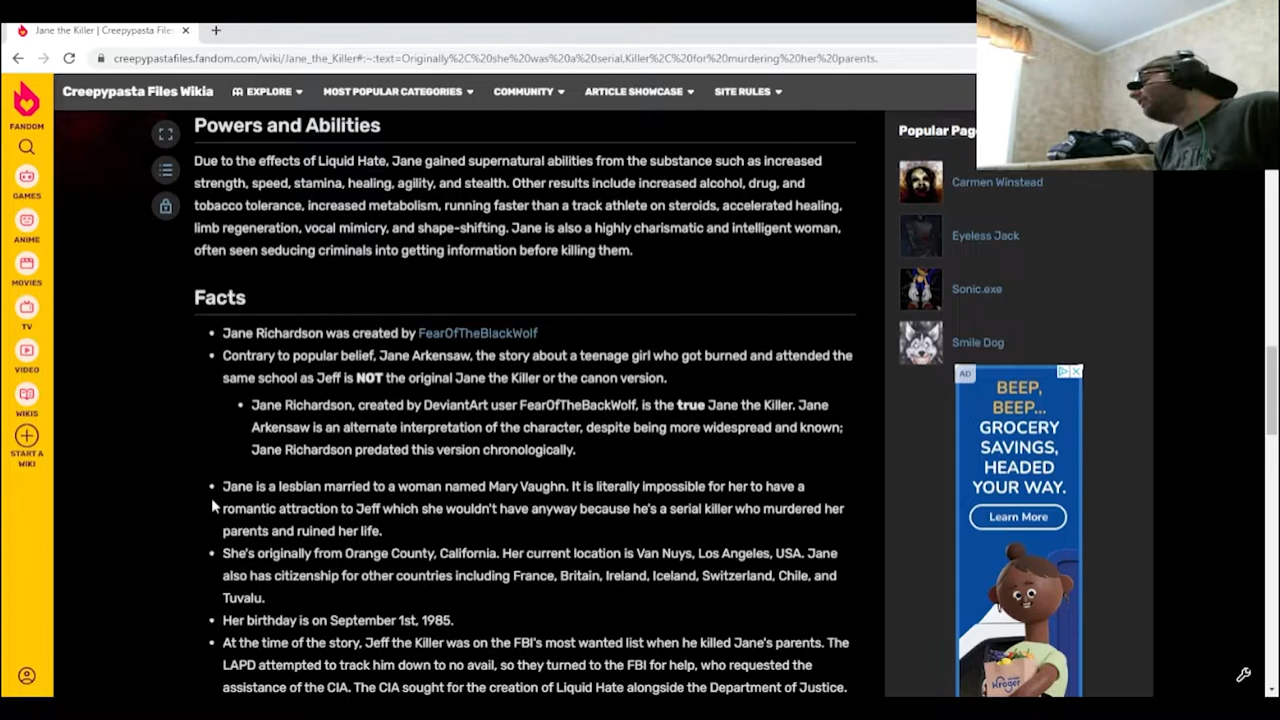 Jane the Killer | Creepypasta Files
creepypastafiles.fandom.com/wiki/Jane_the_Killer#:~:text=Originally%2C%20she%20was%20a%20serial,Killer%2C%20for%20murdering%20her%20parents.
FANDOM
GAMES
ANIME
MOVIES
TV
VIDEO
WIKIS
START A
WIKI
Creepypasta Files Wikia
EXPLORE
MOST POPULAR CATEGORIES
COMMUNITY
ARTICLE SHOWCASE
SITE RULES
Powers and Abilities
Due to the effects of Liquid Hate, Jane gained supernatural abilities from the substance such as increased
strength, speed, stamina, healing, agility, and stealth. Other results include increased alcohol, drug, and
tobacco tolerance, increased metabolism, running faster than a track athlete on steroids, accelerated healing,
limb regeneration, vocal mimicry, and shape-shifting. Jane is also a highly charismatic and intelligent woman,
often seen seducing criminals into getting information before killing them.
Facts
Jane Richardson was created by FearOfTheBlackWolf
Contrary to popular belief, Jane Arkensaw, the story about a teenage girl who got burned and attended the
same school as Jeff is NOT the original Jane the Killer or the canon version.
Jane Richardson, created by DeviantArt user FearOfTheBackWolf, is the true Jane the Killer. Jane
Arkensaw is an alternate interpretation of the character, despite being more widespread and known;
Jane Richardson predated this version chronologically.
Jane is a lesbian married to a woman named Mary Vaughn. It is literally impossible for her to have a
romantic attraction to Jeff which she wouldn't have anyway because he's a serial killer who murdered her
parents and ruined her life.
She's originally from Orange County, California. Her current location is Van Nuys, Los Angeles, USA. Jane
also has citizenship for other countries including France, Britain, Ireland, Iceland, Switzerland, Chile, and
Tuvalu.
Her birthday is on September 1st, 1985.
At the time of the story, Jeff the Killer was on the FBI's most wanted list when he killed Jane's parents. The
LAPD attempted to track him down to no avail, so they turned to the FBI for help, who requested the
assistance of the CIA. The CIA sought for the creation of Liquid Hate alongside the Department of Justice.
Popular Pag
Carmen Winstead
Eyeless Jack
Sonic.exe
Smile Dog
AD
BEEP,
BEEP...
GROCERY
SAVINGS,
HEADED
YOUR WAY.
Learn More
Kroger